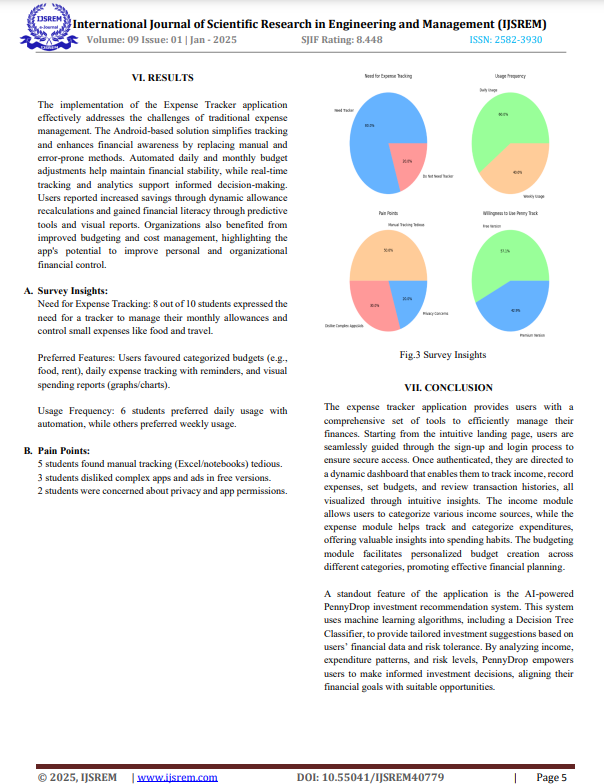 International Journal of Scientific Research in Engineering and Management (IJSREM)
Volume: 09 Issue: 01 | Jan - 2025
SJIF Rating: 8.448
ISSN: 2582-3930
VI. RESULTS
The implementation of the Expense Tracker application
effectively addresses the challenges of traditional expense
management. The Android-based solution simplifies tracking
and enhances financial awareness by replacing manual and
error-prone methods. Automated daily and monthly budget
adjustments help maintain financial stability, while real-time
tracking and analytics support informed decision-making.
Users reported increased savings through dynamic allowance
recalculations and gained financial literacy through predictive
tools and visual reports. Organizations also benefited from
improved budgeting and cost management, highlighting the
app's potential to improve personal and organizational
financial control.
A. Survey Insights:
Need for Expense Tracking: 8 out of 10 students expressed the
need for a tracker to manage their monthly allowances and
control small expenses like food and travel.
Preferred Features: Users favoured categorized budgets (e.g.,
food, rent), daily expense tracking with reminders, and visual
spending reports (graphs/charts).
Usage Frequency: 6 students preferred daily usage with
automation, while others preferred weekly usage.
B. Pain Points:
5 students found manual tracking (Excel/notebooks) tedious.
3 students disliked complex apps and ads in free versions.
2 students were concerned about privacy and app permissions.
Need for Expense Tracking
Need Tracker
80.0%
20.0%
Do Not Need Tracker
Usage Frequency
Daily Usage
60.0%
40.0%
Weekly Usage
Pain Points
Manual Tracking Tedious
50.0%
30.0%
20.0%
Dislike Complex Apps/Ads
Privacy Concerns
Willingness to Use Penny Track
Free Version
57.1%
42.9%
Premium Version
Fig.3 Survey Insights
VII. CONCLUSION
The expense tracker application provides users with a
comprehensive set of tools to efficiently manage their
finances. Starting from the intuitive landing page, users are
seamlessly guided through the sign-up and login process to
ensure secure access. Once authenticated, they are directed to
a dynamic dashboard that enables them to track income, record
expenses, set budgets, and review transaction histories, all
visualized through intuitive insights. The income module
allows users to categorize various income sources, while the
expense module helps track and categorize expenditures,
offering valuable insights into spending habits. The budgeting
module facilitates personalized budget creation across
different categories, promoting effective financial planning.
A standout feature of the application is the AI-powered
PennyDrop investment recommendation system. This system
uses machine learning algorithms, including a Decision Tree
Classifier, to provide tailored investment suggestions based on
users' financial data and risk tolerance. By analyzing income,
expenditure patterns, and risk levels, PennyDrop empowers
users to make informed investment decisions, aligning their
financial goals with suitable opportunities.
© 2025, IJSREM | www.ijsrem.com
DOI: 10.55041/IJSREM40779
| Page 5